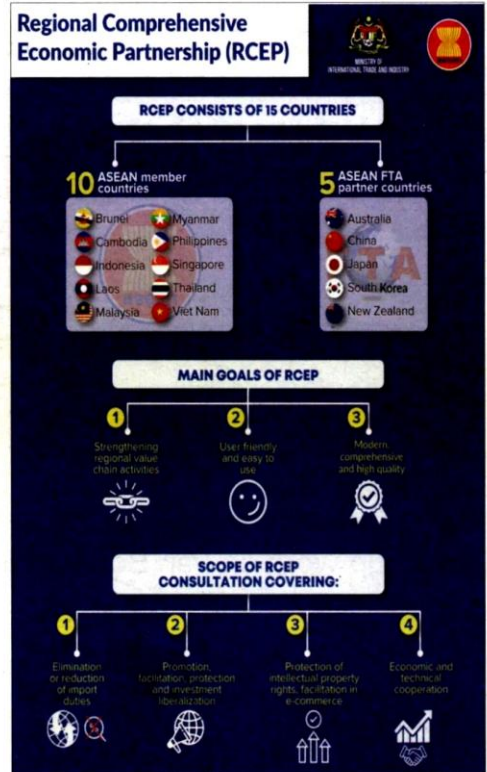 Regional Comprehensive
Economic Partnership (RCEP)
MINISTRY OF
INTERNATIONAL TRADE AND INDUSTRY
RCEP CONSISTS OF 15 COUNTRIES
10 ASEAN member
countries
Brunei
Cambodia
Indonesia
Laos
Malaysia
Myanmar
Philippines
Singapore
Thailand
Viet Nam
5 ASEAN FTA
partner countries
Australia
China
Japan
South Korea
New Zealand
MAIN GOALS OF RCEP
1
Strengthening
regional value
chain activities
2
User friendly
and easy to
use
3
Modern,
comprehensive
and high quality
SCOPE OF RCEP
CONSULTATION COVERING:
1
Elimination
or reduction
of import
duties
2
Promotion,
facilitation, protection
and investment
liberalization
3
Protection of
intellectual property
rights, facilitation in
e-commerce
4
Economic and
technical
cooperation